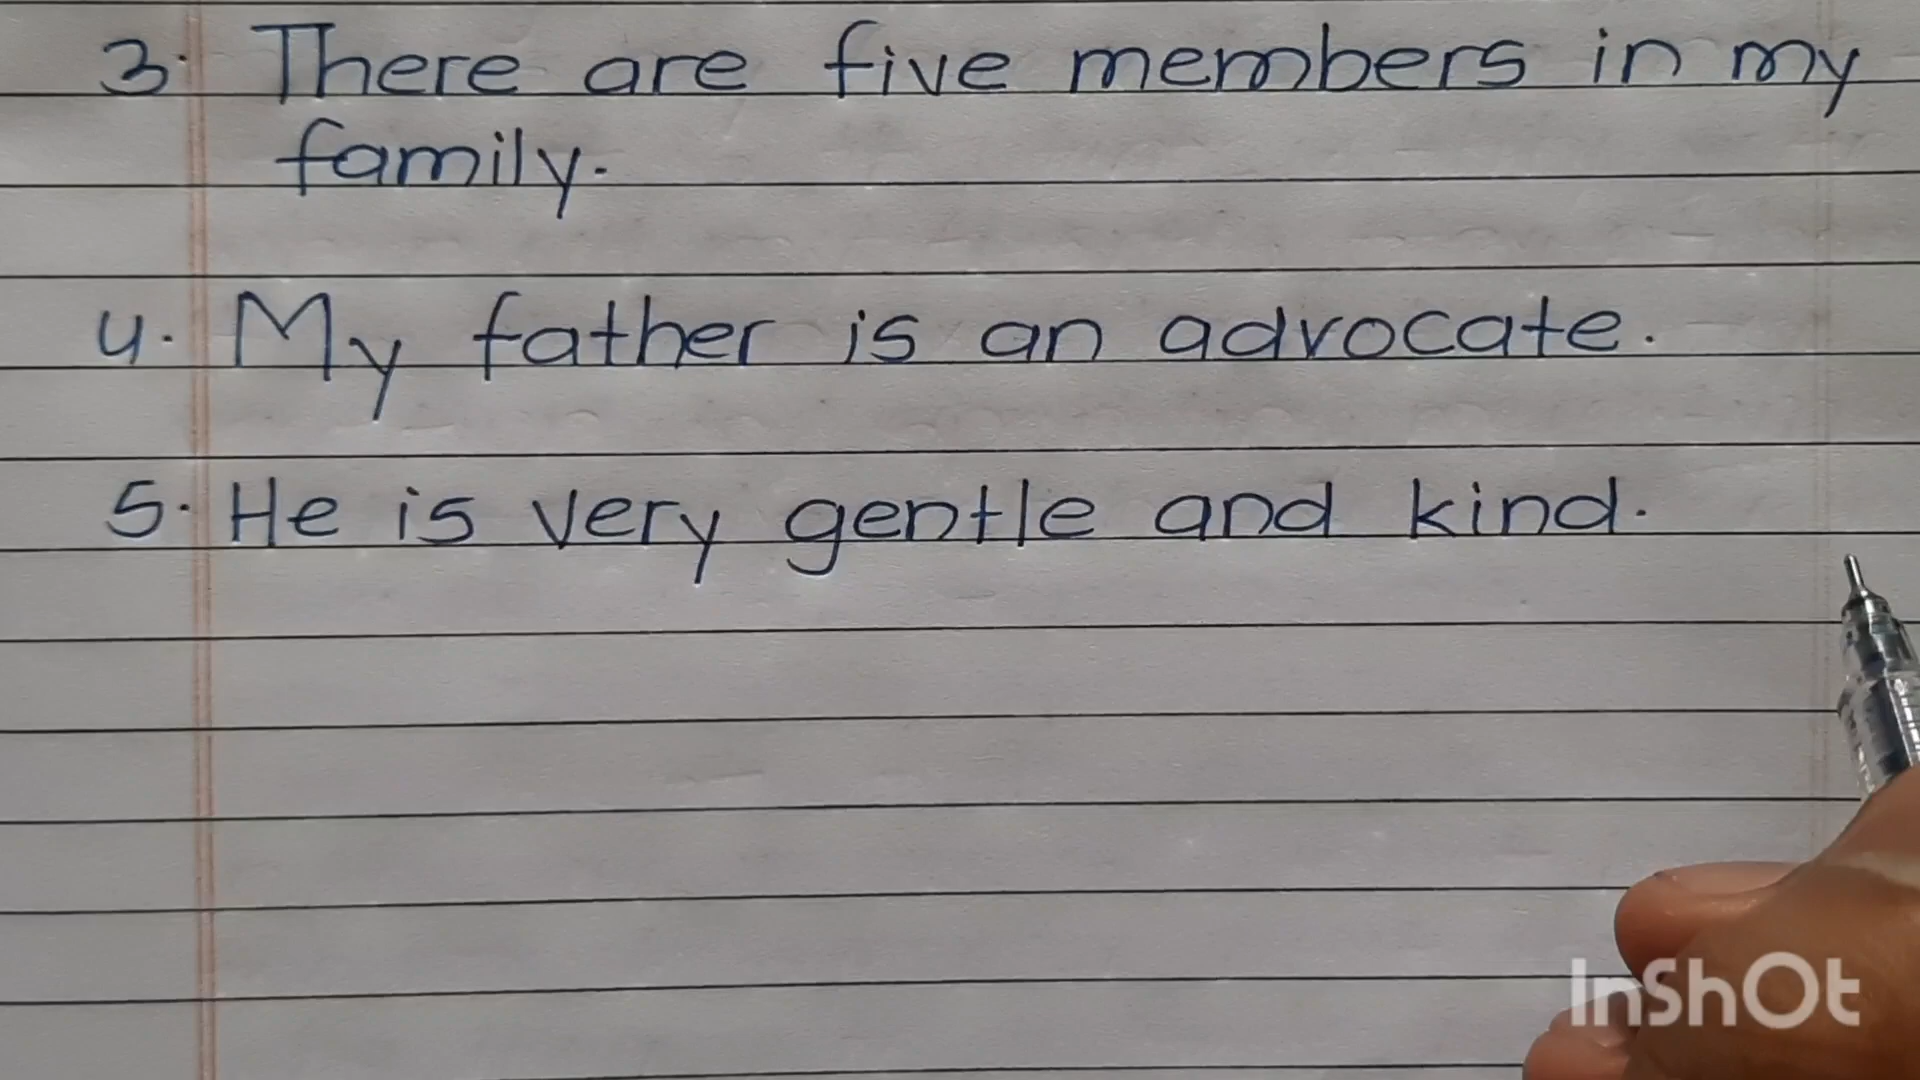 3. There are five members in my
family.
4. My father is an advocate.
5. He is very gentle and kind.
InShOt